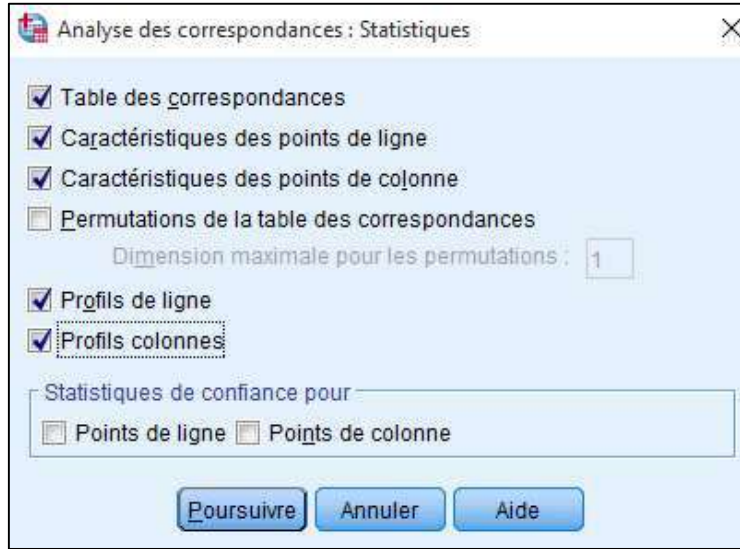 Analyse des correspondances : Statistiques
Table des correspondances
Caractéristiques des points de ligne
Caractéristiques des points de colonne
Permutations de la table des correspondances
Dimension maximale pour les permutations : 1
Profils de ligne
Profils colonnes
Statistiques de confiance pour
Points de ligne Points de colonne
Poursuivre Annuler Aide